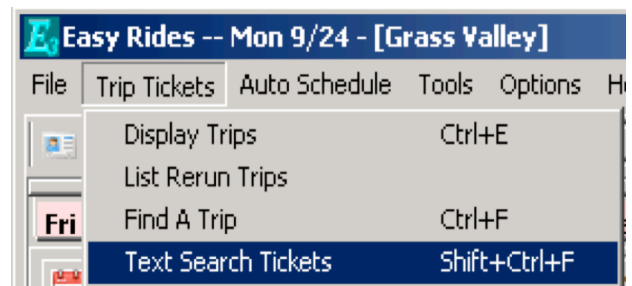 E3 Easy Rides -- Mon 9/24 - [Grass Valley]
File Trip Tickets Auto Schedule Tools Options
Display Trips Ctrl+E
List Rerun Trips
Fri Find A Trip Ctrl+F
Text Search Tickets Shift+Ctrl+F